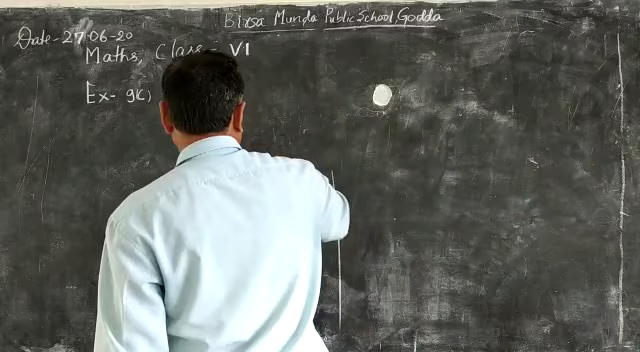 Birsa Munda Public School Godda
Date-27.06-20
Maths, Class- VI
Ex- 9(C)